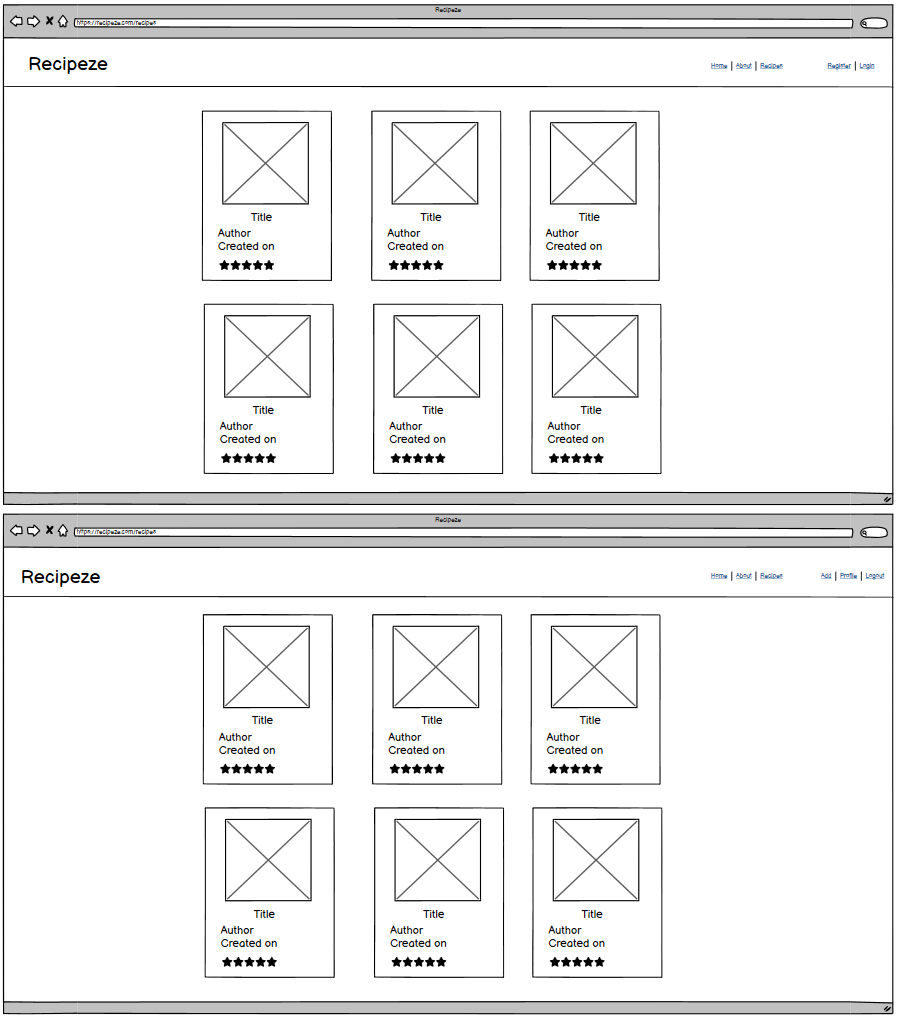 Recipeze
https://recipeze.com/recipes
Recipeze
Home | About | Recipes
Register | Login
Title Title Title
Author Author Author
Created on Created on Created on
Title Title Title
Author Author Author
Created on Created on Created on
Recipeze
https://recipeze.com/recipes
Recipeze
Home | About | Recipes
Add | Profile | Logout
Title Title Title
Author Author Author
Created on Created on Created on
Title Title Title
Author Author Author
Created on Created on Created on